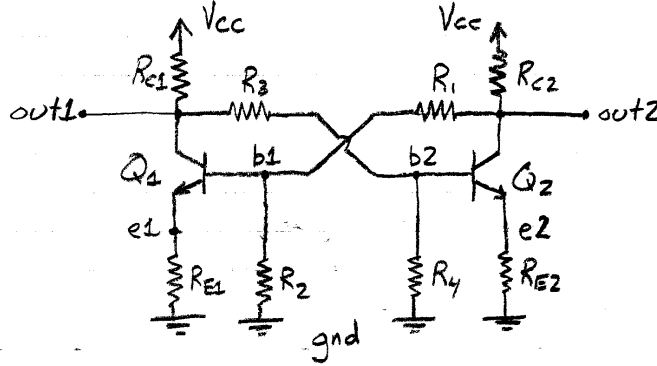 Vcc Vcc
RC1 R3 R1 RC2
out1 out2
Q1 b1 b2 Q2
e1 e2
RE1 R2 R4 RE2
gnd